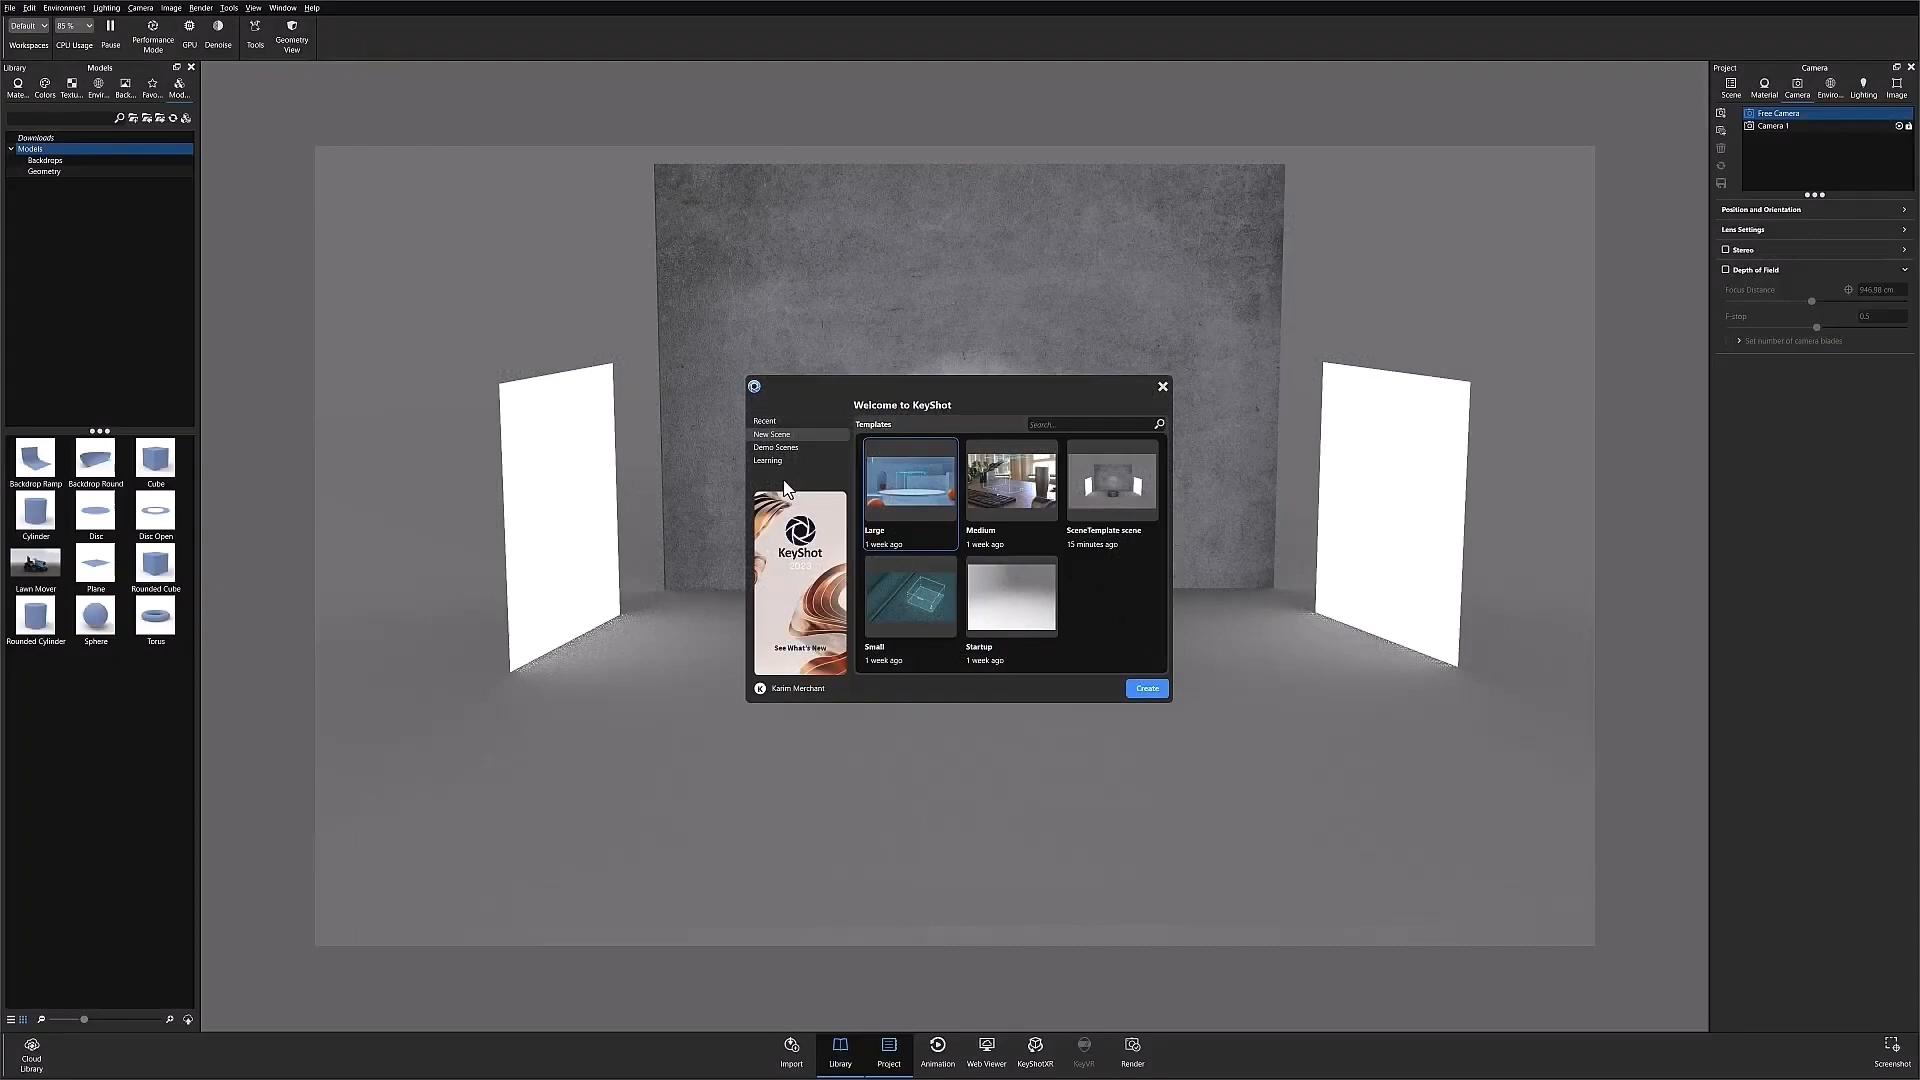 File Edit Environment Lighting Camera Image Render Tools View Window Help
Default 85 %
Workspaces CPU Usage Pause Performance Mode GPU Denoise Tools Geometry View
Library Models
Mate... Colors Textu... Envir... Back... Favo... Mod...
Downloads
Models
Backdrops
Geometry
Backdrop Ramp Backdrop Round Cube
Cylinder Disc Disc Open
Lawn Mover Plane Rounded Cube
Rounded Cylinder Sphere Torus
Cloud Library
Welcome to KeyShot
Recent
New Scene
Demo Scenes
Learning
Templates Search...
Large Medium SceneTemplate scene
1 week ago 1 week ago 15 minutes ago
Small Startup
1 week ago 1 week ago
KeyShot
2023
See What's New
K Karim Merchant
Create
Project Camera
Scene Material Camera Enviro... Lighting Image
Free Camera
Camera 1
Position and Orientation
Lens Settings
Stereo
Depth of Field
Focus Distance 946.98 cm
F-stop 0.5
Set number of camera blades
Import Library Project Animation Web Viewer KeyShotXR KeyVR Render
Screenshot